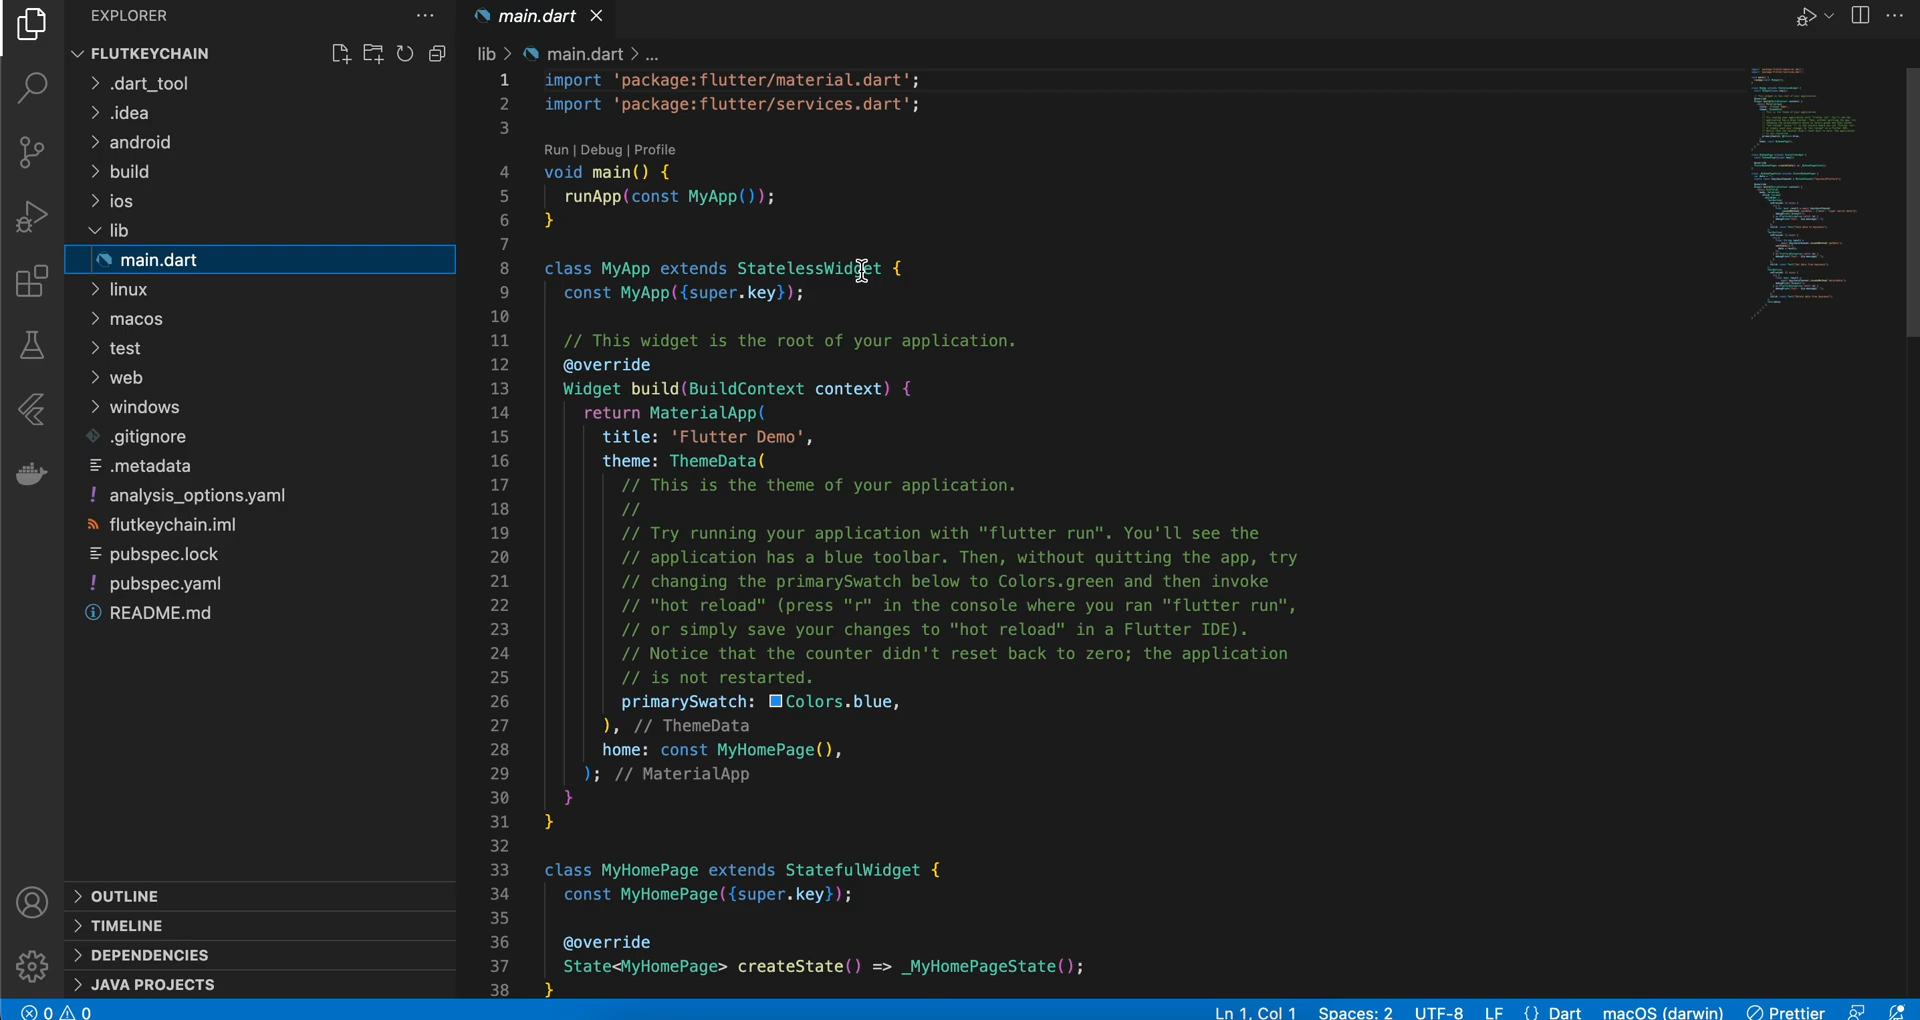 EXPLORER
FLUTKEYCHAIN
.dart_tool
.idea
android
build
ios
lib
main.dart
linux
macos
test
web
windows
.gitignore
.metadata
! analysis_options.yaml
flutkeychain.iml
pubspec.lock
! pubspec.yaml
README.md
OUTLINE
TIMELINE
DEPENDENCIES
JAVA PROJECTS
main.dart
lib > main.dart > ...
1 import 'package:flutter/material.dart';
2 import 'package:flutter/services.dart';
3
Run | Debug | Profile
4 void main() {
5 runApp(const MyApp());
6 }
7
8 class MyApp extends StatelessWidget {
9 const MyApp({super.key});
10
11 // This widget is the root of your application.
12 @override
13 Widget build(BuildContext context) {
14 return MaterialApp(
15 title: 'Flutter Demo',
16 theme: ThemeData(
17 // This is the theme of your application.
18 //
19 // Try running your application with "flutter run". You'll see the
20 // application has a blue toolbar. Then, without quitting the app, try
21 // changing the primarySwatch below to Colors.green and then invoke
22 // "hot reload" (press "r" in the console where you ran "flutter run",
23 // or simply save your changes to "hot reload" in a Flutter IDE).
24 // Notice that the counter didn't reset back to zero; the application
25 // is not restarted.
26 primarySwatch: Colors.blue,
27 ), // ThemeData
28 home: const MyHomePage(),
29 ); // MaterialApp
30 }
31 }
32
33 class MyHomePage extends StatefulWidget {
34 const MyHomePage({super.key});
35
36 @override
37 State<MyHomePage> createState() => _MyHomePageState();
38 }
0 0 Ln 1, Col 1 Spaces: 2 UTF-8 LF {} Dart macOS (darwin) Prettier